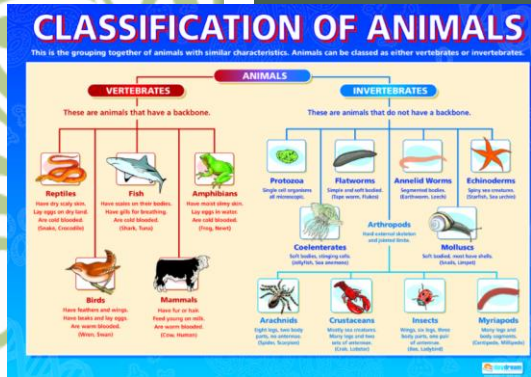 CLASSIFICATION OF ANIMALS
This is the grouping together of animals with similar characteristics. Animals can be classed as either vertebrates or invertebrates.
ANIMALS
VERTEBRATES
INVERTEBRATES
These are animals that have a backbone.
These are animals that do not have a backbone.
Reptiles
Have dry scaly skin.
Lay eggs on dry land.
Are cold blooded.
(Snake, Crocodile)
Fish
Have scales on their bodies.
Have gills for breathing.
Are cold blooded.
(Shark, Tuna)
Amphibians
Have moist slimy skin.
Lay eggs in water.
Are cold blooded.
(Frog, Newt)
Protozoa
Single cell organisms
all microscopic.
Flatworms
Simple and soft bodied.
(Tape worm, Flukes)
Annelid Worms
Segmented bodies.
(Earthworm, Leech)
Echinoderms
Spiny sea creatures.
(Starfish, Sea urchin)
Coelenterates
Soft bodies, stinging cells.
(Jellyfish, Sea anemone)
Arthropods
Hard external skeleton
and jointed limbs.
Molluscs
Soft bodied, most have shells.
(Snails, Limpet)
Birds
Have feathers and wings.
Have beaks and lay eggs.
Are warm blooded.
(Wren, Swan)
Mammals
Have fur or hair.
Feed young on milk.
Are warm blooded.
(Cow, Human)
Arachnids
Eight legs, two body
parts, no antennae.
(Spider, Scorpion)
Crustaceans
Mostly sea creatures.
Many legs and two
sets of antennae.
(Crab, Lobster)
Insects
Wings, six legs, three
body parts, one pair
of antennae.
(Bee, Ladybird)
Myriapods
Many legs and
body segments.
(Centipede, Millipede)
daydream